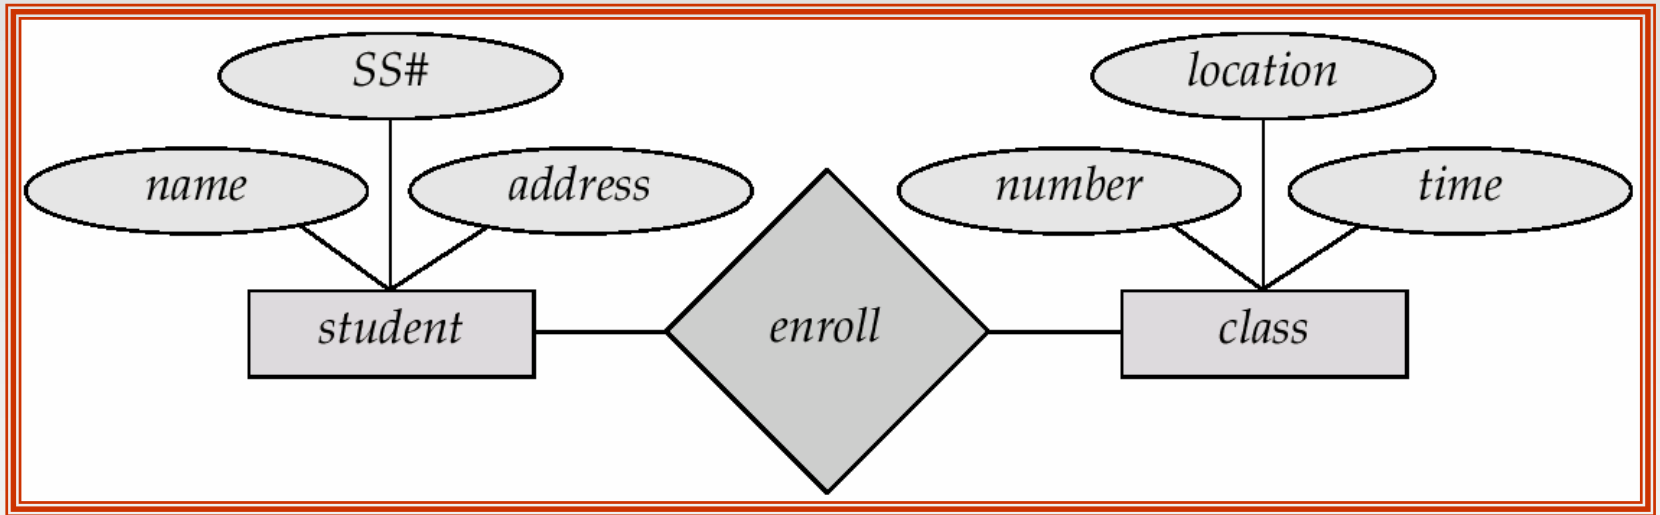 SS#
location
name
address
number
time
student
enroll
class